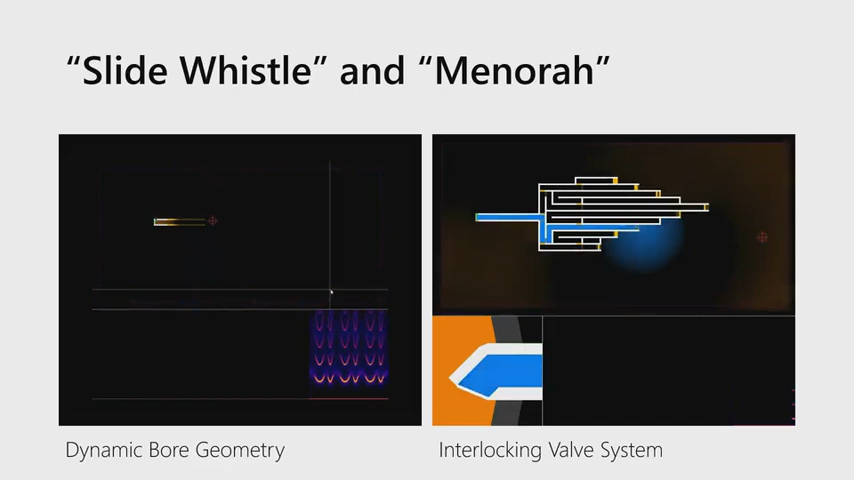 “Slide Whistle” and “Menorah”
Dynamic Bore Geometry
Interlocking Valve System